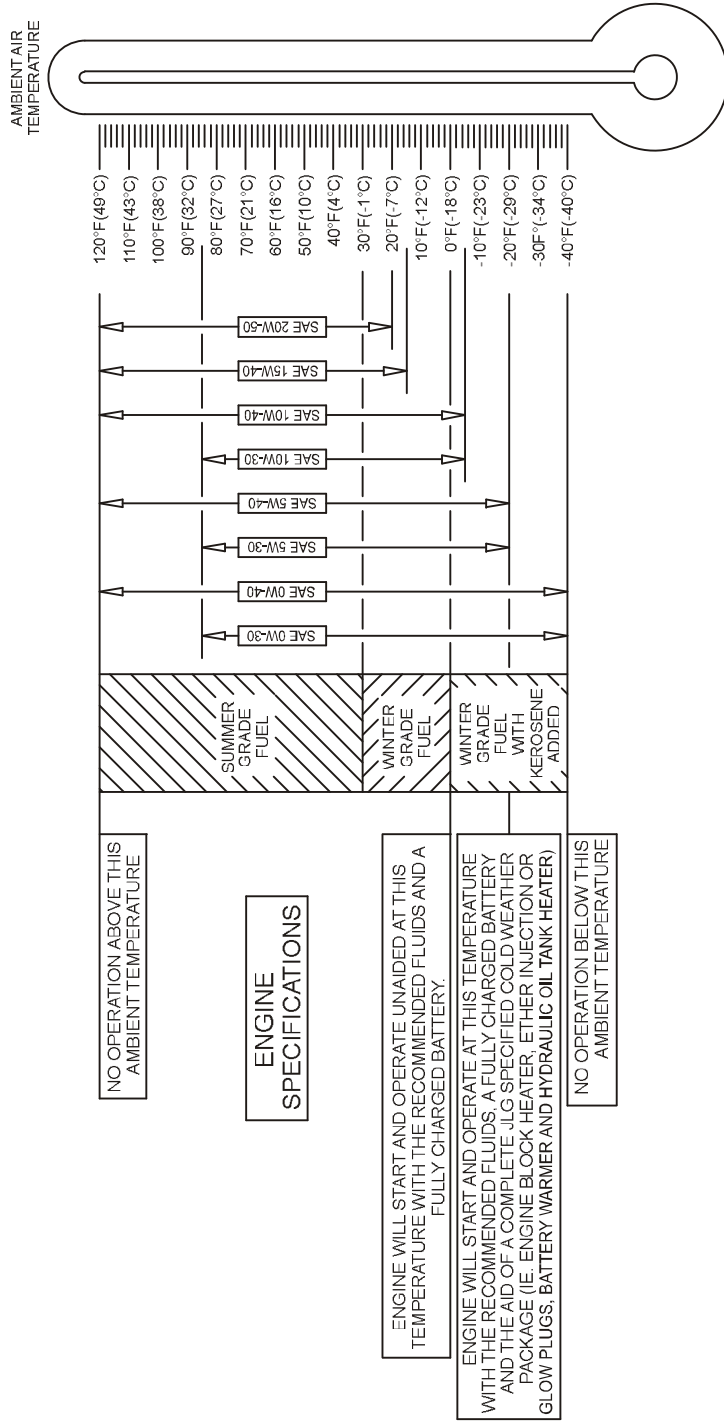 AMBIENT AIR
TEMPERATURE
120°F(49°C)
110°F(43°C)
100°F(38°C)
90°F(32°C)
80°F(27°C)
70°F(21°C)
60°F(16°C)
50°F(10°C)
40°F(4°C)
30°F(-1°C)
20°F(-7°C)
10°F(-12°C)
0°F(-18°C)
-10°F(-23°C)
-20°F(-29°C)
-30F°(-34°C)
-40°F(-40°C)
SAE 20W-50
SAE 15W-40
SAE 10W-40
SAE 10W-30
SAE 5W-40
SAE 5W-30
SAE 0W-40
SAE 0W-30
SUMMER
GRADE
FUEL
WINTER
GRADE
FUEL
WINTER
GRADE
FUEL
WITH
KEROSENE
ADDED
NO OPERATION ABOVE THIS
AMBIENT TEMPERATURE
ENGINE
SPECIFICATIONS
ENGINE WILL START AND OPERATE UNAIDED AT THIS
TEMPERATURE WITH THE RECOMMENDED FLUIDS AND A
FULLY CHARGED BATTERY.
ENGINE WILL START AND OPERATE AT THIS TEMPERATURE
WITH THE RECOMMENDED FLUIDS, A FULLY CHARGED BATTERY
AND THE AID OF A COMPLETE JLG SPECIFIED COLD WEATHER
PACKAGE (IE. ENGINE BLOCK HEATER, ETHER INJECTION OR
GLOW PLUGS, BATTERY WARMER AND HYDRAULIC OIL TANK HEATER)
NO OPERATION BELOW THIS
AMBIENT TEMPERATURE